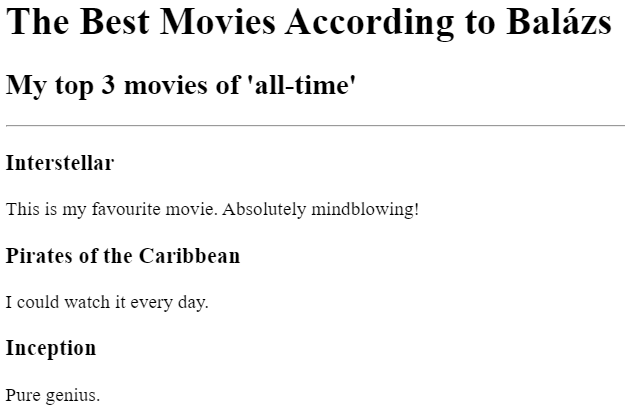 The Best Movies According to Balázs
My top 3 movies of 'all-time'
Interstellar
This is my favourite movie. Absolutely mindblowing!
Pirates of the Caribbean
I could watch it every day.
Inception
Pure genius.